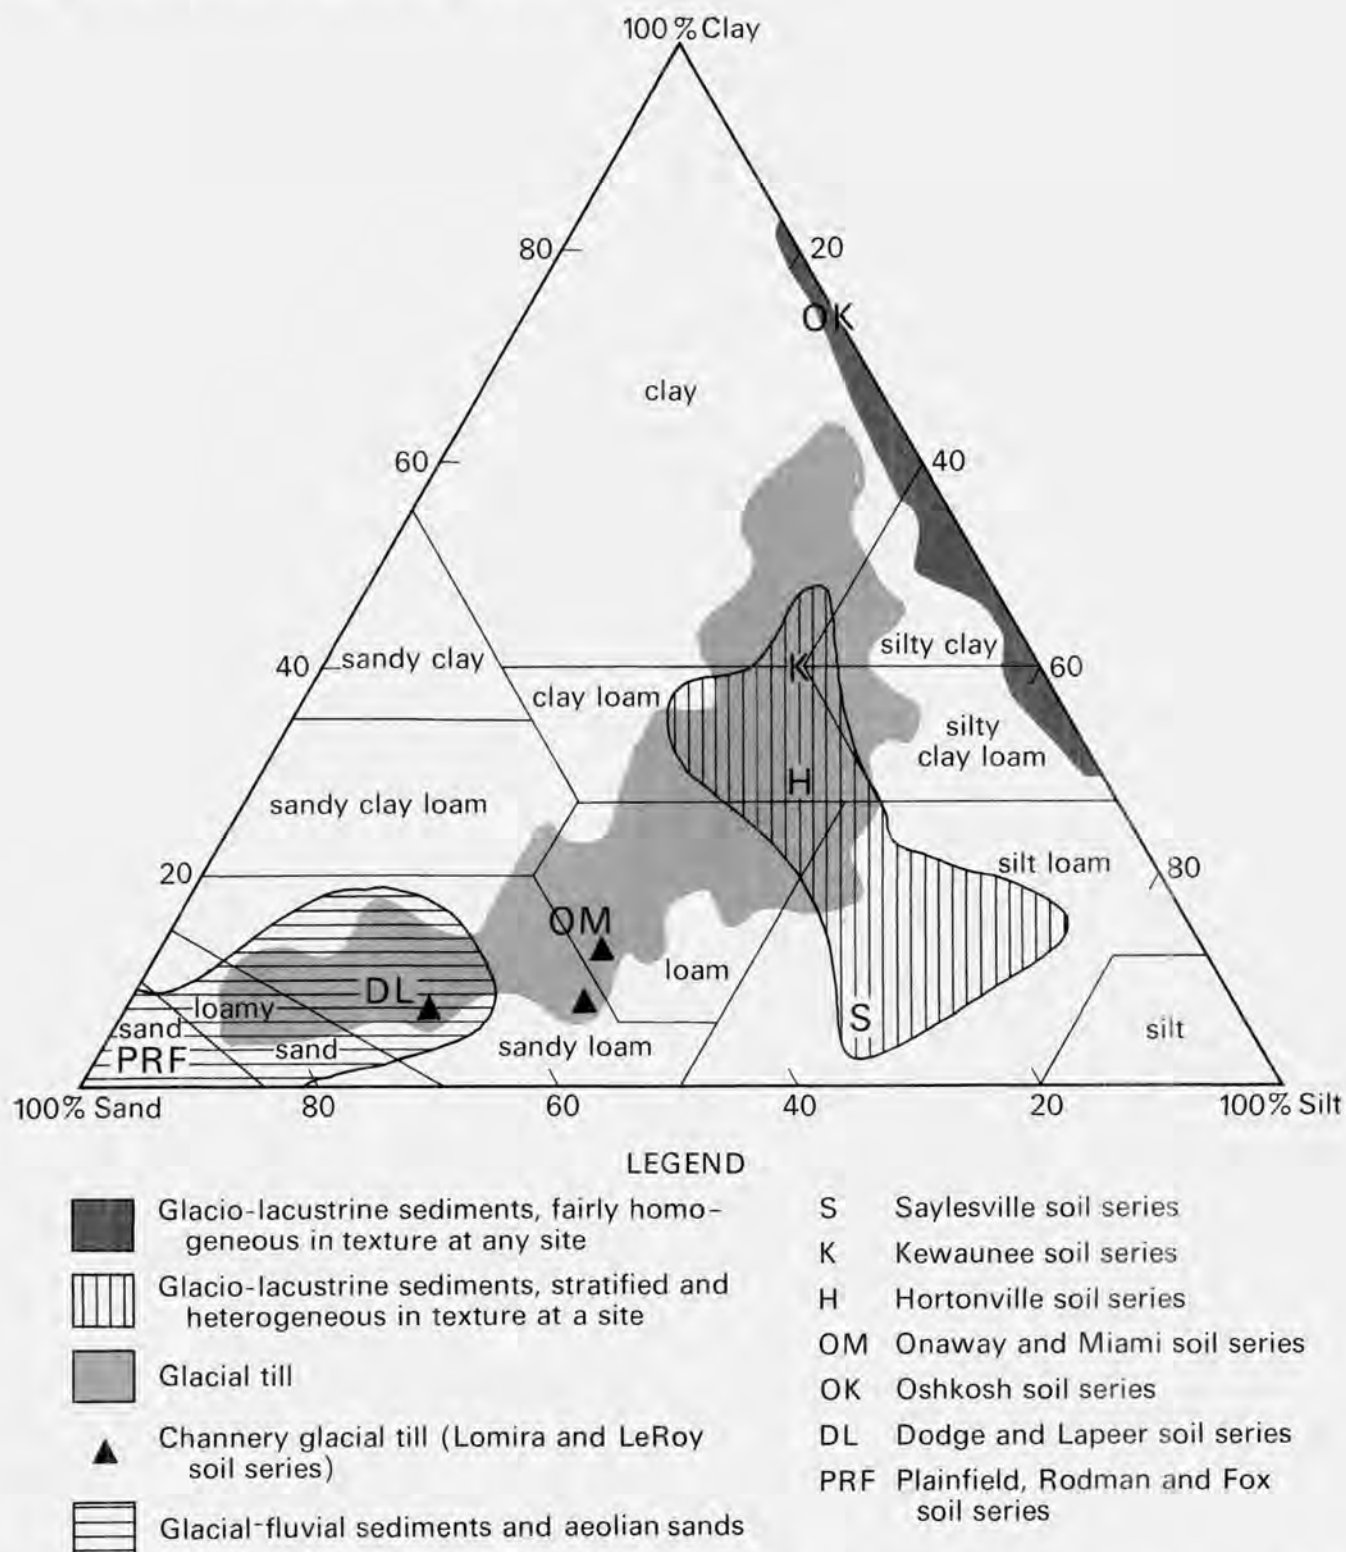 100% Clay
80
20
OK
clay
60
40
40
sandy clay
K
silty clay
60
clay loam
silty
clay loam
H
sandy clay loam
20
silt loam
80
OM
loam
DL
loamy
S
sand
silt
PRF
sand
sandy loam
100% Sand
80
60
40
20
100% Silt
LEGEND
Glacio-lacustrine sediments, fairly homo-
geneous in texture at any site
Glacio-lacustrine sediments, stratified and
heterogeneous in texture at a site
Glacial till
Channery glacial till (Lomira and LeRoy
soil series)
Glacial-fluvial sediments and aeolian sands
S Saylesville soil series
K Kewaunee soil series
H Hortonville soil series
OM Onaway and Miami soil series
OK Oshkosh soil series
DL Dodge and Lapeer soil series
PRF Plainfield, Rodman and Fox
soil series